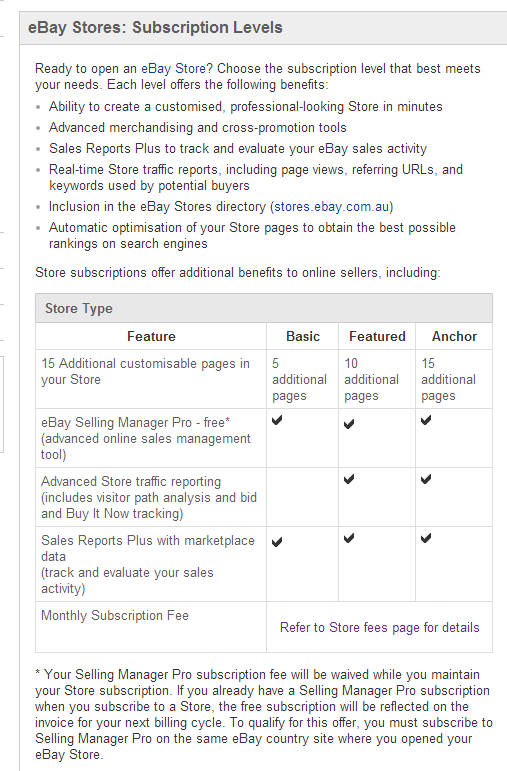 eBay Stores: Subscription Levels
Ready to open an eBay Store? Choose the subscription level that best meets
your needs. Each level offers the following benefits:
• Ability to create a customised, professional-looking Store in minutes
• Advanced merchandising and cross-promotion tools
• Sales Reports Plus to track and evaluate your eBay sales activity
• Real-time Store traffic reports, including page views, referring URLs, and
keywords used by potential buyers
• Inclusion in the eBay Stores directory (stores.ebay.com.au)
• Automatic optimisation of your Store pages to obtain the best possible
rankings on search engines
Store subscriptions offer additional benefits to online sellers, including:
Store Type
Feature Basic Featured Anchor
15 Additional customisable pages in 5 10 15
your Store additional additional additional
pages pages pages
eBay Selling Manager Pro - free* ✔ ✔ ✔
(advanced online sales management
tool)
Advanced Store traffic reporting ✔ ✔
(includes visitor path analysis and bid
and Buy It Now tracking)
Sales Reports Plus with marketplace ✔ ✔ ✔
data
(track and evaluate your sales
activity)
Monthly Subscription Fee
Refer to Store fees page for details
* Your Selling Manager Pro subscription fee will be waived while you maintain
your Store subscription. If you already have a Selling Manager Pro subscription
when you subscribe to a Store, the free subscription will be reflected on the
invoice for your next billing cycle. To qualify for this offer, you must subscribe to
Selling Manager Pro on the same eBay country site where you opened your
eBay Store.